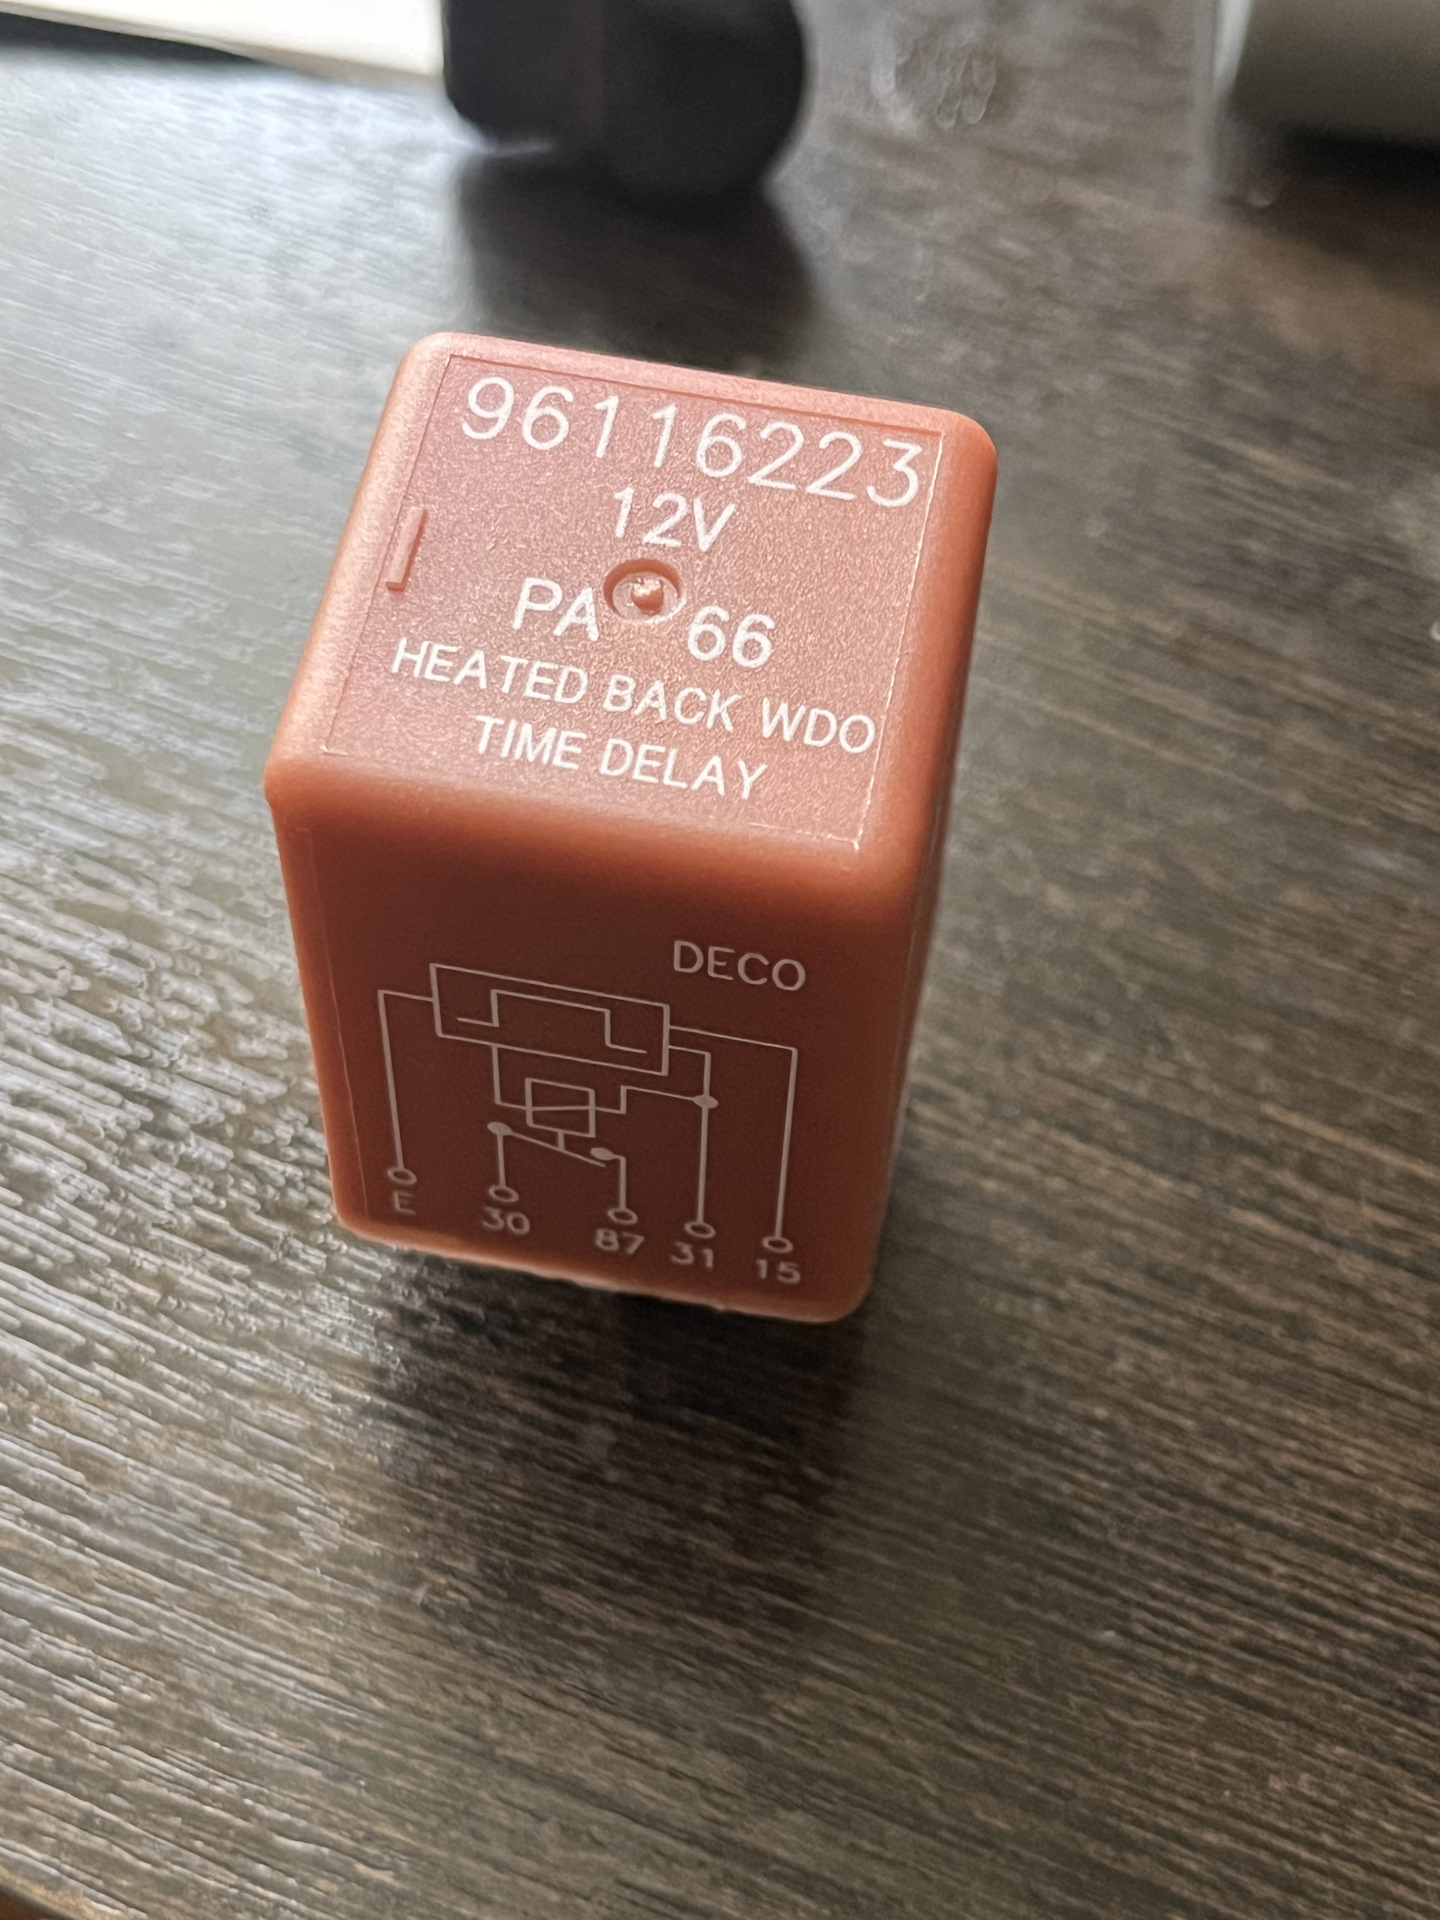 96116223
12V
PA 66
HEATED BACK WDO
TIME DELAY
DECO
E 30 87 31 15